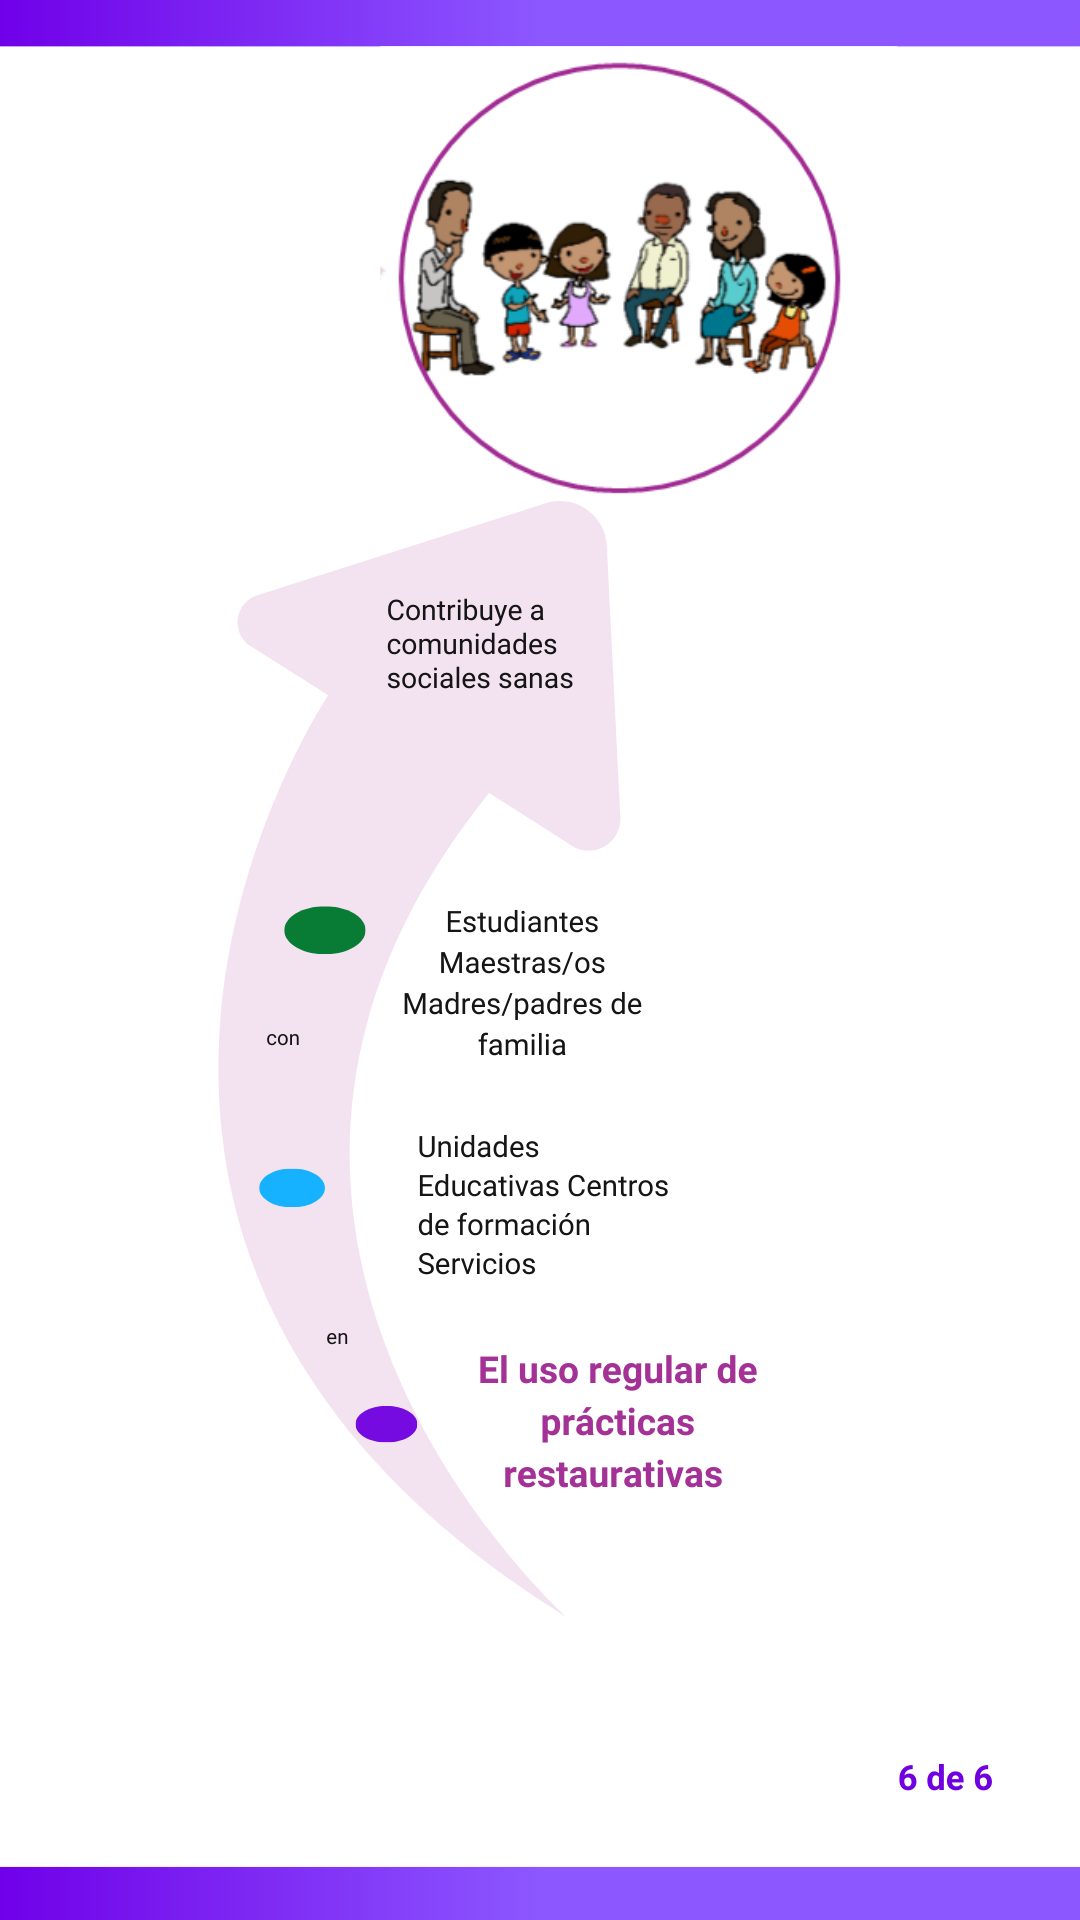 Contribuye a
comunidades
sociales sanas
Estudiantes
Maestras/os
Madres/padres de
familia
con
Unidades
Educativas Centros
de formación
Servicios
en
El uso regular de
prácticas
restaurativas
6 de 6